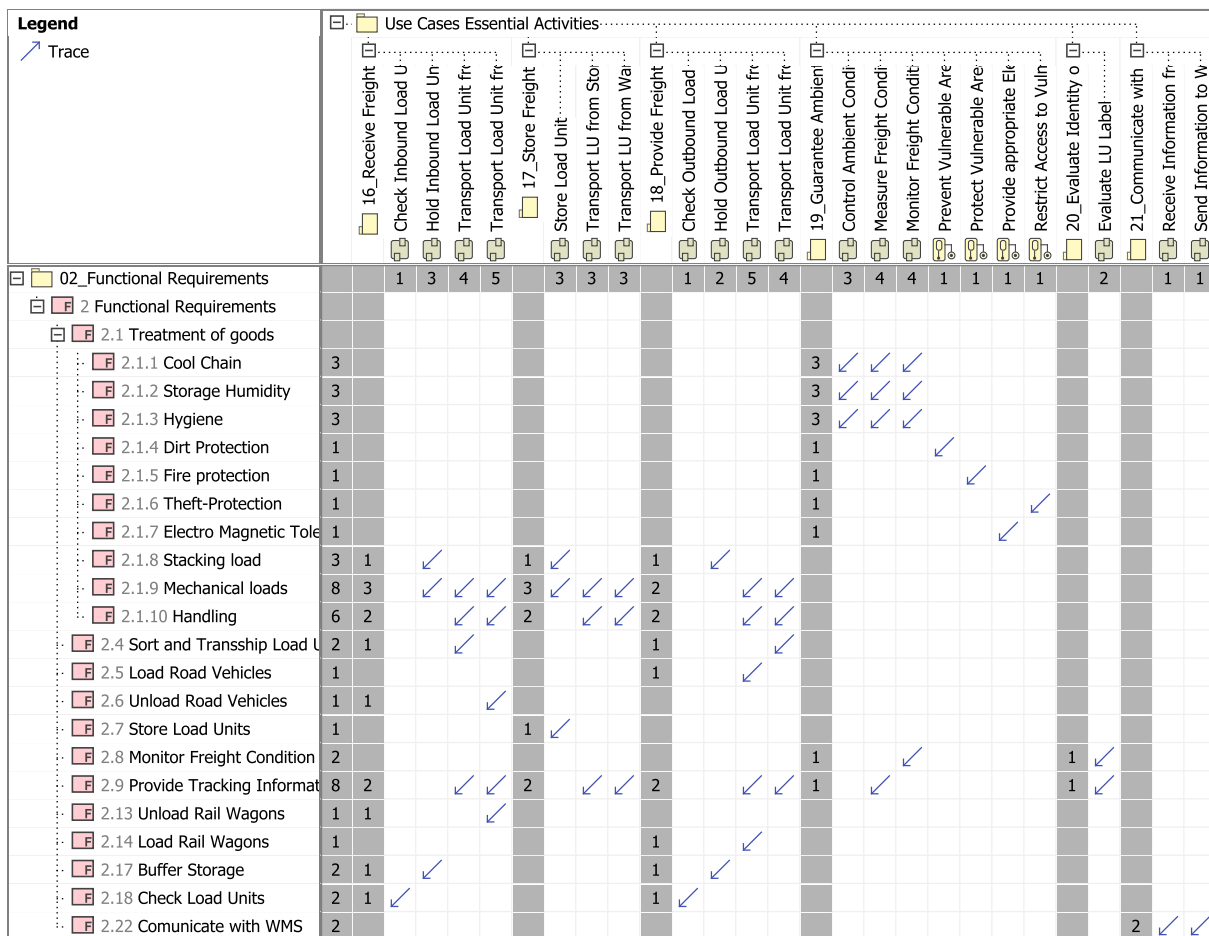 Legend
Trace
Use Cases Essential Activities
16_Receive Freight
Check Inbound Load U
Hold Inbound Load Un
Transport Load Unit fr
Transport Load Unit fr
17_Store Freight
Store Load Unit
Transport LU from Sto
Transport LU from Wa
18_Provide Freight
Check Outbound Load
Hold Outbound Load U
Transport Load Unit fr
Transport Load Unit fr
19_Guarantee Ambien
Control Ambient Condi
Measure Freight Condi
Monitor Freight Condit
Prevent Vulnerable Are
Protect Vulnerable Are
Provide appropriate Ele
Restrict Access to Vuln
20_Evaluate Identity o
Evaluate LU Label
21_Communicate with
Receive Information fr
Send Information to W
02_Functional Requirements 1 3 4 5 3 3 3 1 2 5 4 3 4 4 1 1 1 1 2 1 1
F 2 Functional Requirements
F 2.1 Treatment of goods
F 2.1.1 Cool Chain 3 3
F 2.1.2 Storage Humidity 3 3
F 2.1.3 Hygiene 3 3
F 2.1.4 Dirt Protection 1 1
F 2.1.5 Fire protection 1 1
F 2.1.6 Theft-Protection 1 1
F 2.1.7 Electro Magnetic Tole 1 1
F 2.1.8 Stacking load 3 1 1 1
F 2.1.9 Mechanical loads 8 3 3 2
F 2.1.10 Handling 6 2 2 2
F 2.4 Sort and Transship Load U 2 1 1
F 2.5 Load Road Vehicles 1 1
F 2.6 Unload Road Vehicles 1 1
F 2.7 Store Load Units 1 1
F 2.8 Monitor Freight Condition 2 1 1
F 2.9 Provide Tracking Informat 8 2 2 2 1 1
F 2.13 Unload Rail Wagons 1 1
F 2.14 Load Rail Wagons 1 1
F 2.17 Buffer Storage 2 1 1
F 2.18 Check Load Units 2 1 1
F 2.22 Comunicate with WMS 2 2